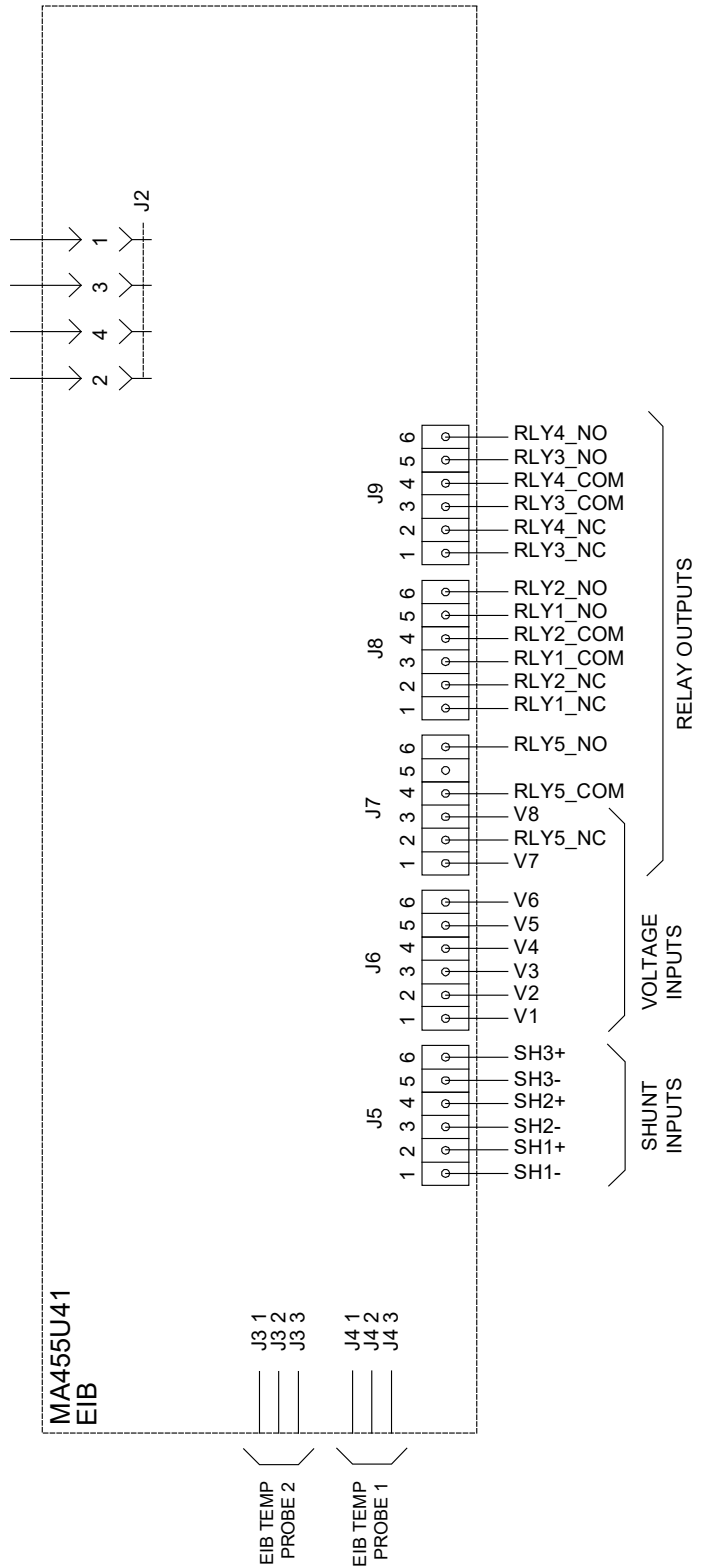 J2
1
3
4
2
J9
6 RLY4_NO
5 RLY3_NO
4 RLY4_COM
3 RLY3_COM
2 RLY4_NC
1 RLY3_NC
J8
6 RLY2_NO
5 RLY1_NO
4 RLY2_COM
3 RLY1_COM
2 RLY2_NC
1 RLY1_NC
RELAY OUTPUTS
J7
6 RLY5_NO
5
4 RLY5_COM
3 V8
2 RLY5_NC
1 V7
J6
6 V6
5 V5
4 V4
3 V3
2 V2
1 V1
VOLTAGE
INPUTS
J5
6 SH3+
5 SH3-
4 SH2+
3 SH2-
2 SH1+
1 SH1-
SHUNT
INPUTS
MA455U41
EIB
J3 1
J3 2
J3 3
J4 1
J4 2
J4 3
EIB TEMP
PROBE 2
EIB TEMP
PROBE 1